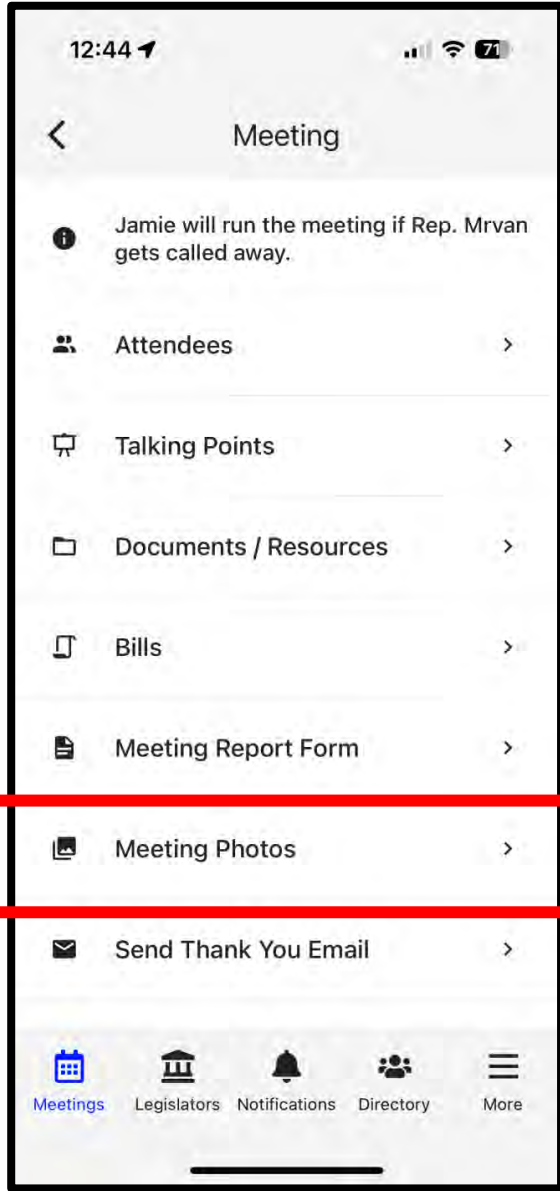 12:44
71
Meeting
Jamie will run the meeting if Rep. Mrvan
gets called away.
Attendees
Talking Points
Documents / Resources
Bills
Meeting Report Form
Meeting Photos
Send Thank You Email
Meetings Legislators Notifications Directory More